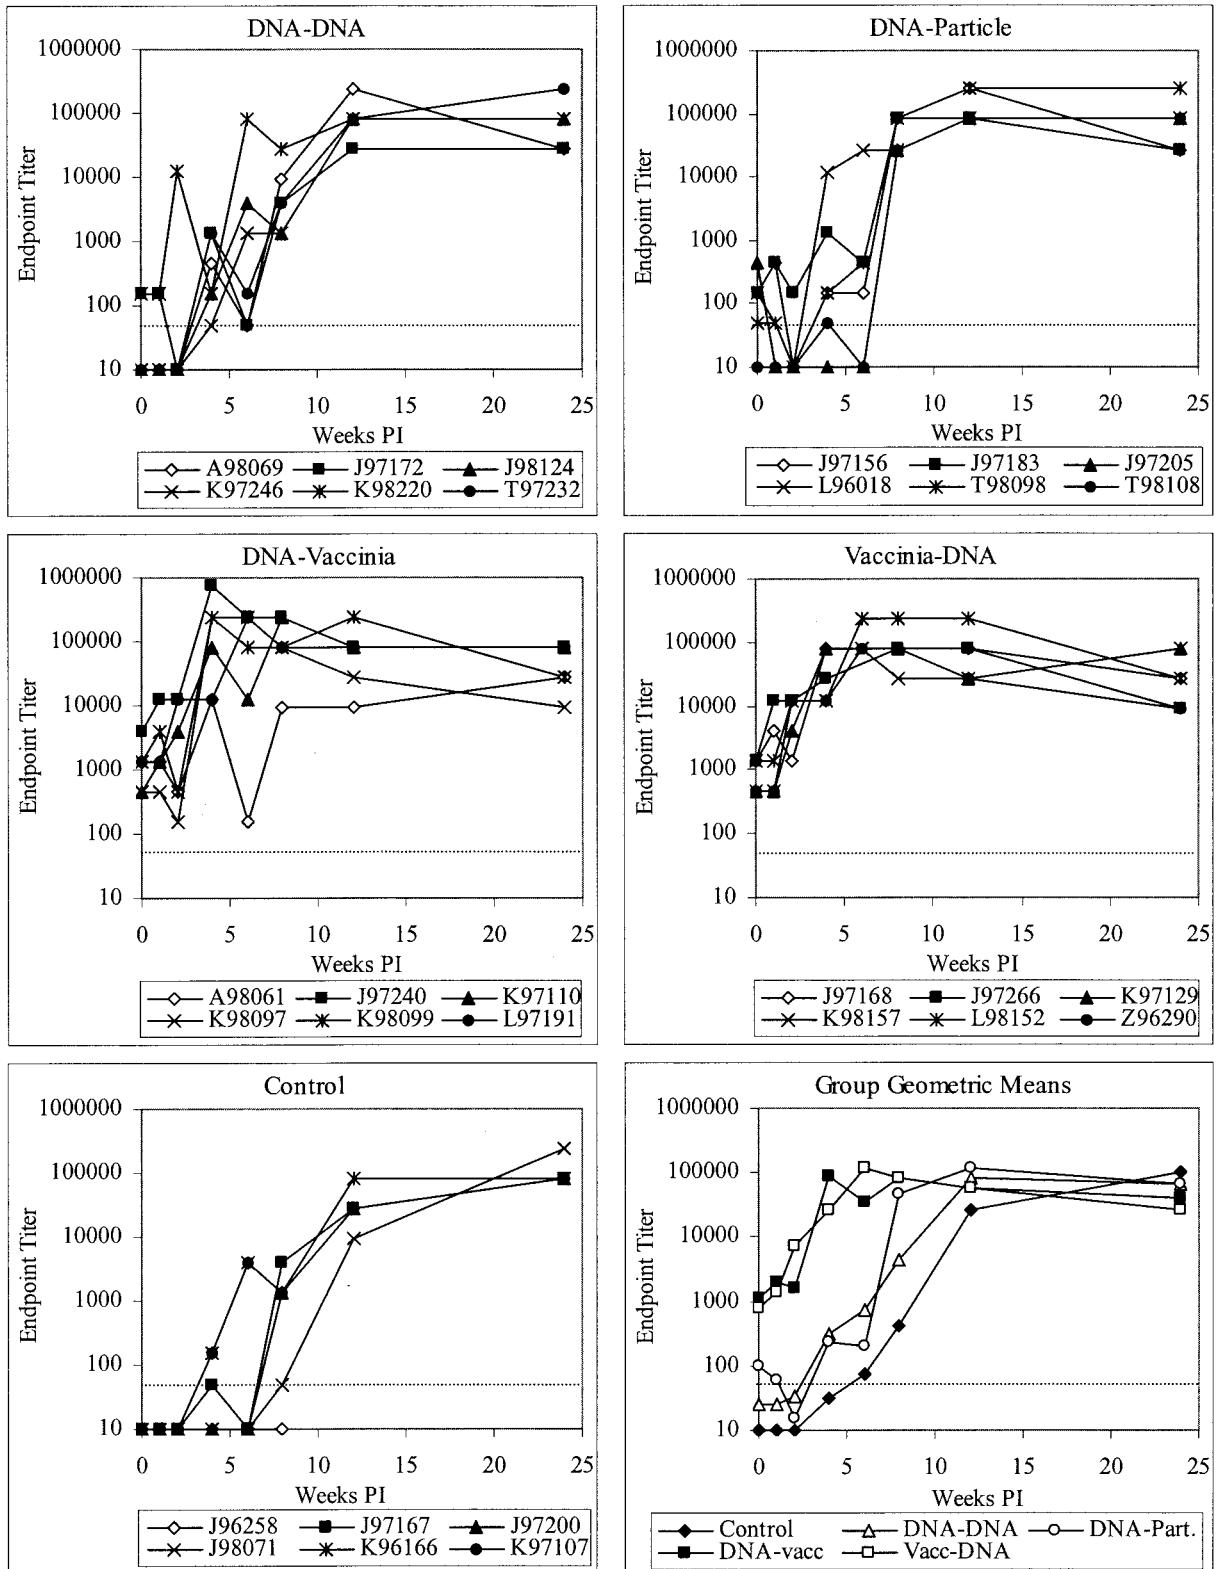 DNA-DNA
1000000
100000
10000
1000
100
10
Endpoint Titer
0 5 10 15 20 25
Weeks PI
A98069 J97172 J98124
K97246 K98220 T97232
DNA-Particle
1000000
100000
10000
1000
100
10
Endpoint Titer
0 5 10 15 20 25
Weeks PI
J97156 J97183 J97205
L96018 T98098 T98108
DNA-Vaccinia
1000000
100000
10000
1000
100
10
Endpoint Titer
0 5 10 15 20 25
Weeks PI
A98061 J97240 K97110
K98097 K98099 L97191
Vaccinia-DNA
1000000
100000
10000
1000
100
10
Endpoint Titer
0 5 10 15 20 25
Weeks PI
J97168 J97266 K97129
K98157 L98152 Z96290
Control
1000000
100000
10000
1000
100
10
Endpoint Titer
0 5 10 15 20 25
Weeks PI
J96258 J97167 J97200
J98071 K96166 K97107
Group Geometric Means
1000000
100000
10000
1000
100
10
Endpoint Titer
0 5 10 15 20 25
Weeks PI
Control DNA-DNA DNA-Part.
DNA-vacc Vacc-DNA